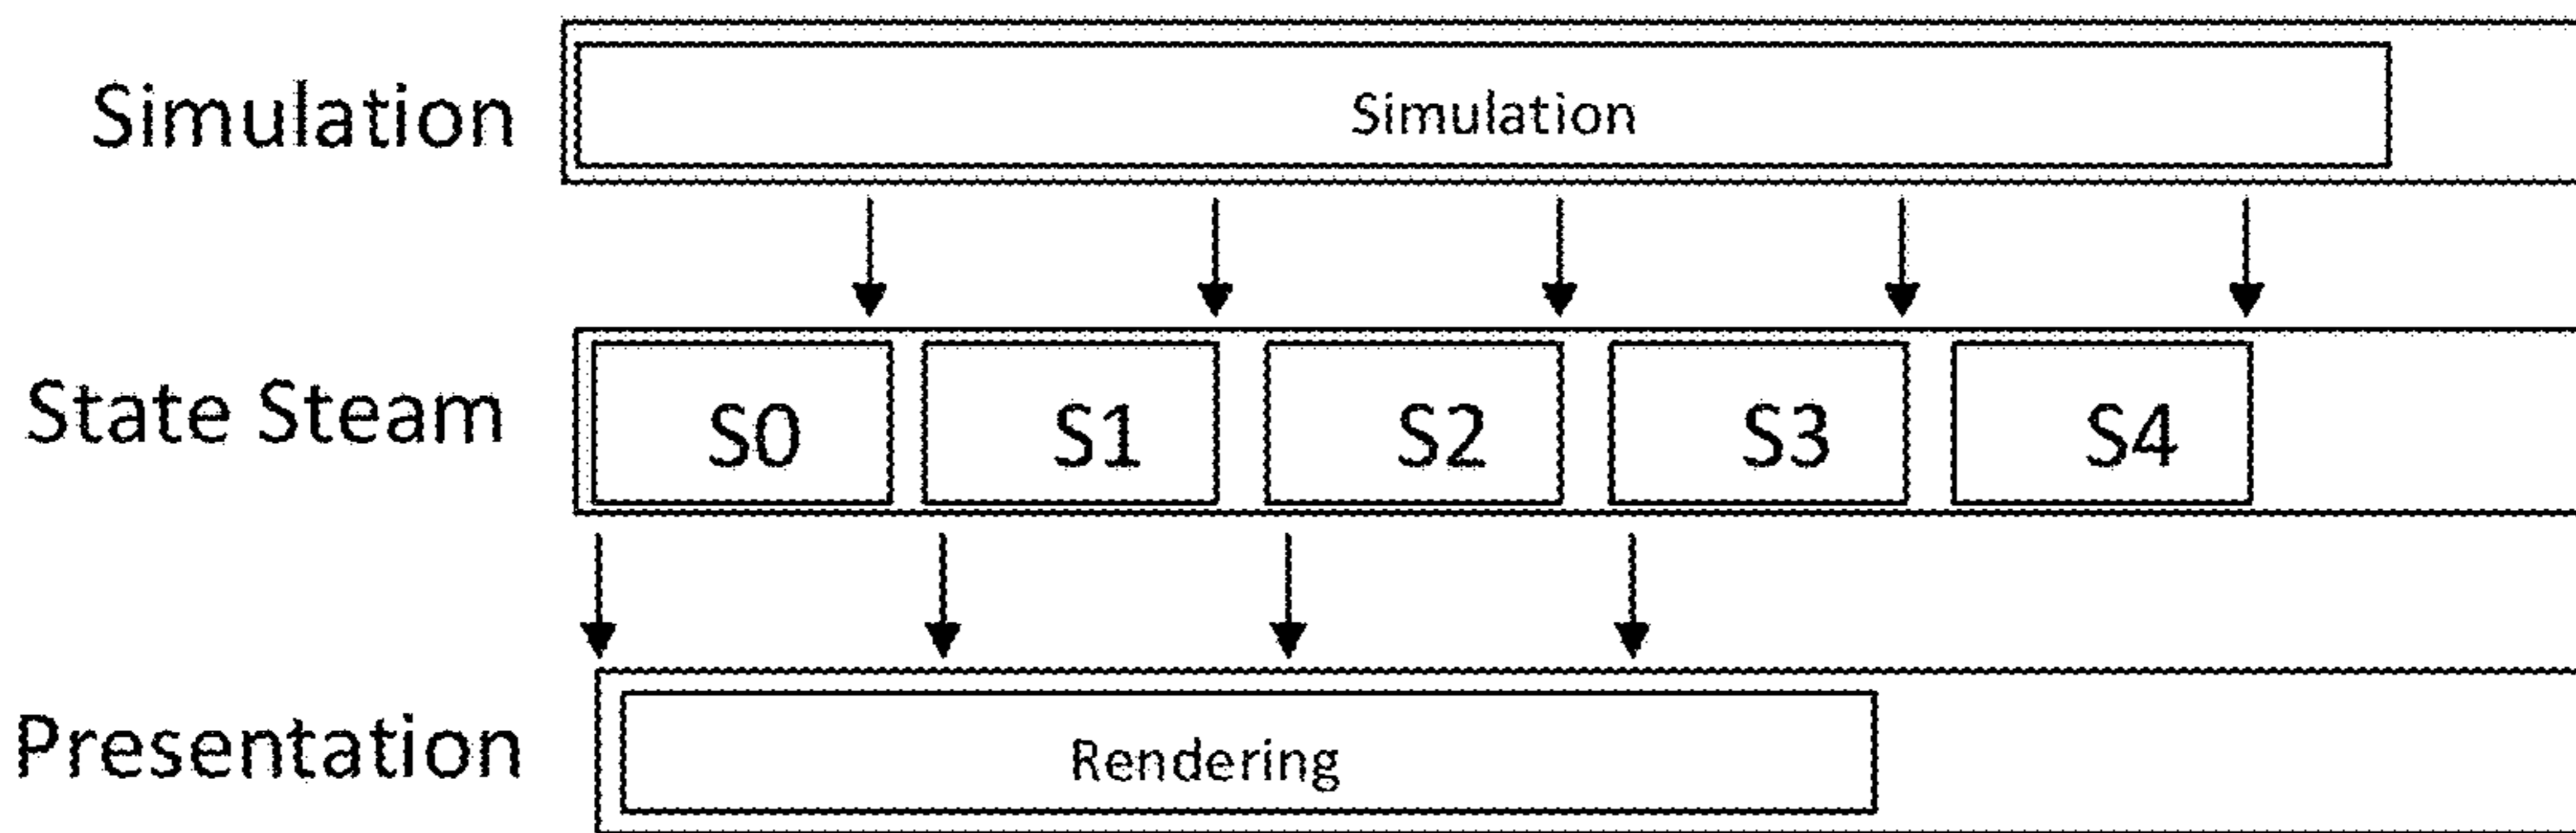 Simulation
Simulation
State Steam
S0
S1
S2
S3
S4
Presentation
Rendering